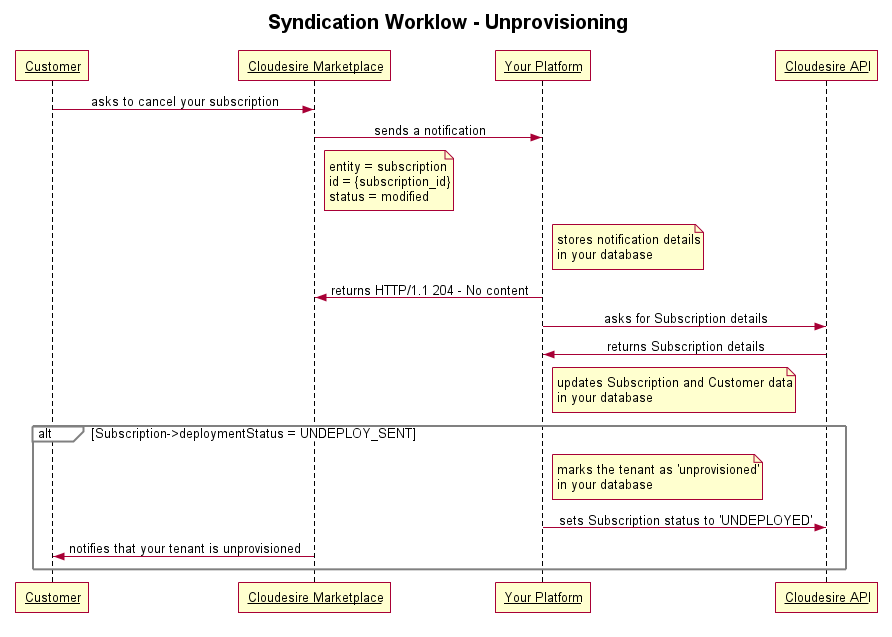 Syndication Worklow - Unprovisioning
Customer
Cloudesire Marketplace
Your Platform
Cloudesire API
asks to cancel your subscription
sends a notification
entity = subscription
id = {subscription_id}
status = modified
stores notification details
in your database
returns HTTP/1.1 204 - No content
asks for Subscription details
returns Subscription details
updates Subscription and Customer data
in your database
alt
[Subscription->deploymentStatus = UNDEPLOY_SENT]
marks the tenant as 'unprovisioned'
in your database
sets Subscription status to 'UNDEPLOYED'
notifies that your tenant is unprovisioned
Customer
Cloudesire Marketplace
Your Platform
Cloudesire API